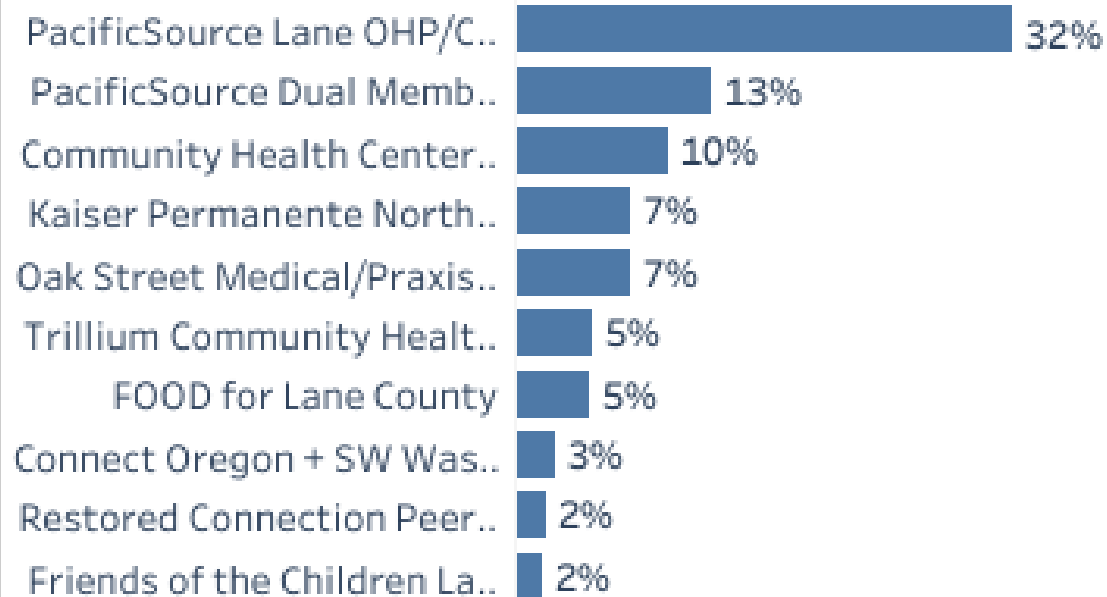 PacificSource Lane OHP/C.. 32%
PacificSource Dual Memb.. 13%
Community Health Center.. 10%
Kaiser Permanente North.. 7%
Oak Street Medical/Praxis.. 7%
Trillium Community Healt.. 5%
FOOD for Lane County 5%
Connect Oregon + SW Was.. 3%
Restored Connection Peer.. 2%
Friends of the Children La.. 2%